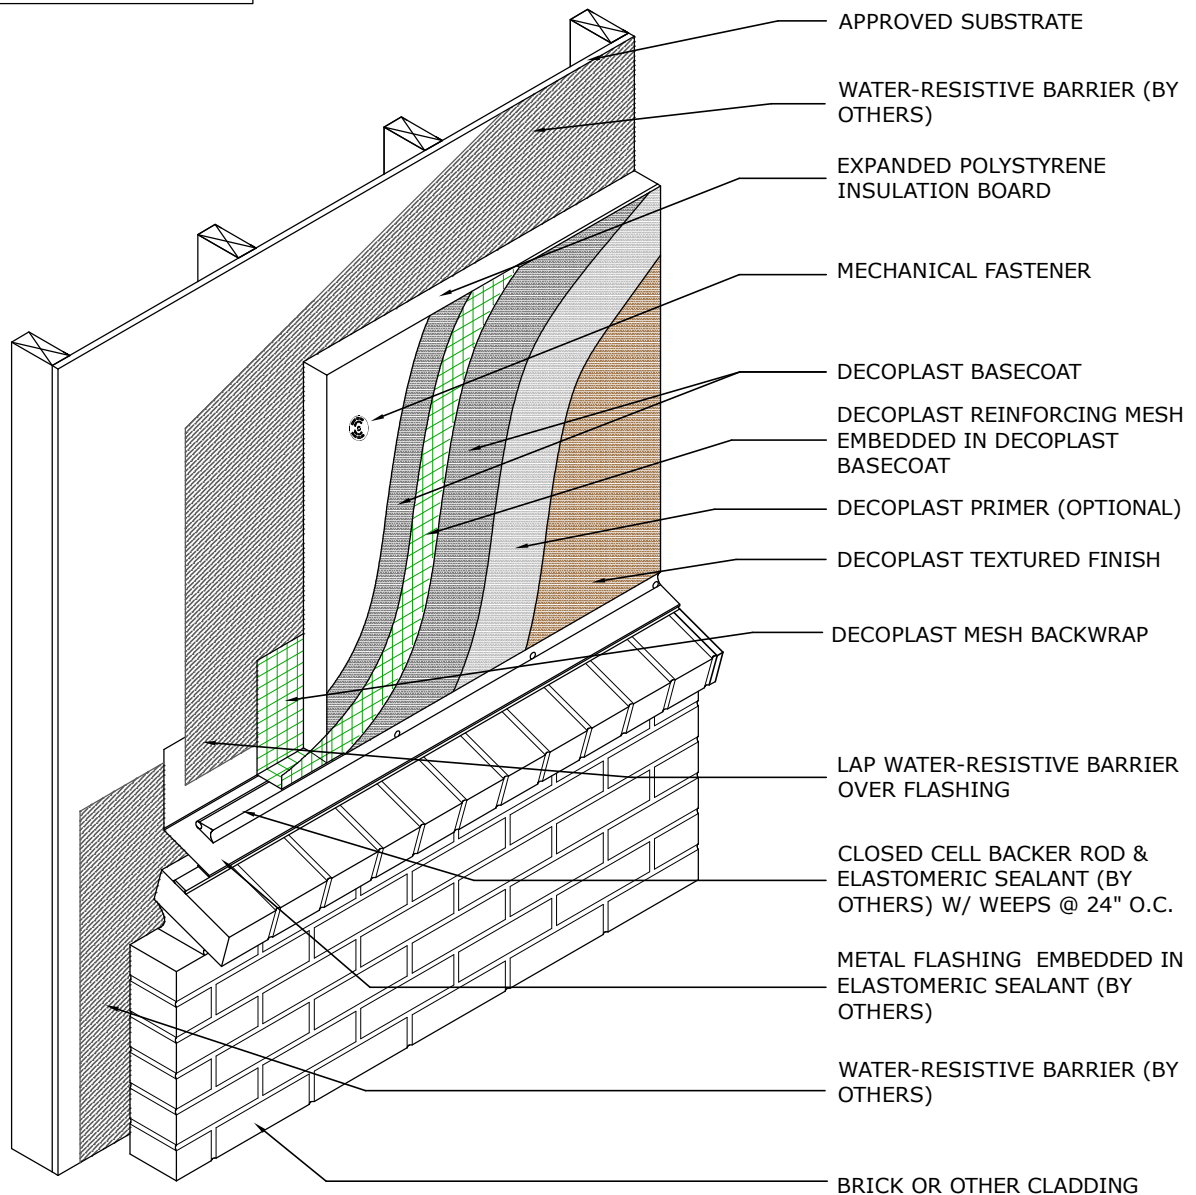 APPROVED SUBSTRATE
WATER-RESISTIVE BARRIER (BY
OTHERS)
EXPANDED POLYSTYRENE
INSULATION BOARD
MECHANICAL FASTENER
DECOPLAST BASECOAT
DECOPLAST REINFORCING MESH
EMBEDDED IN DECOPLAST
BASECOAT
DECOPLAST PRIMER (OPTIONAL)
DECOPLAST TEXTURED FINISH
DECOPLAST MESH BACKWRAP
LAP WATER-RESISTIVE BARRIER
OVER FLASHING
CLOSED CELL BACKER ROD &
ELASTOMERIC SEALANT (BY
OTHERS) W/ WEEPS @ 24" O.C.
METAL FLASHING  EMBEDDED IN
ELASTOMERIC SEALANT (BY
OTHERS)
WATER-RESISTIVE BARRIER (BY
OTHERS)
BRICK OR OTHER CLADDING